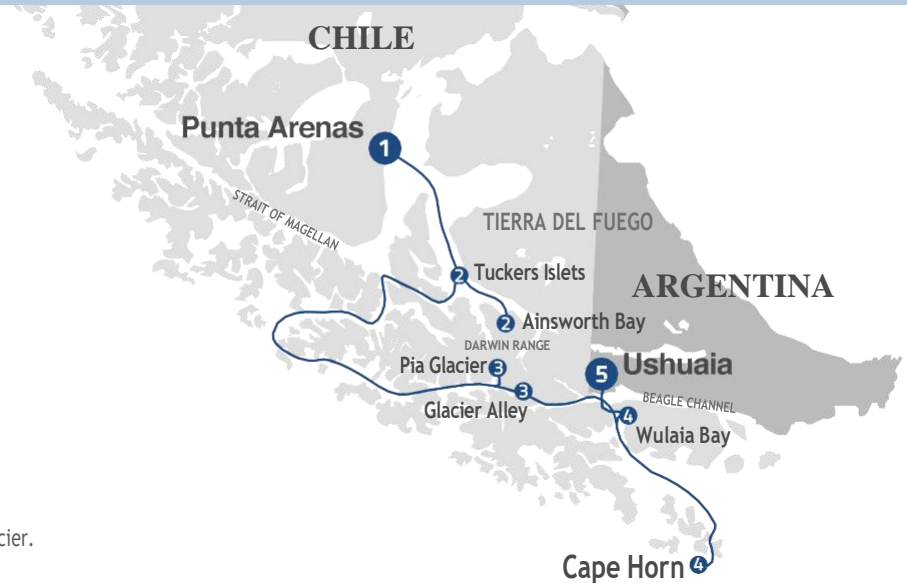 CHILE
Punta Arenas
1
STRAIT OF MAGELLAN
TIERRA DEL FUEGO
2 Tuckers Islets
ARGENTINA
2 Ainsworth Bay
DARWIN RANGE
Pia Glacier 3
5 Ushuaia
3
Glacier Alley
BEAGLE CHANNEL
4
Wulaia Bay
cier.
Cape Horn 4